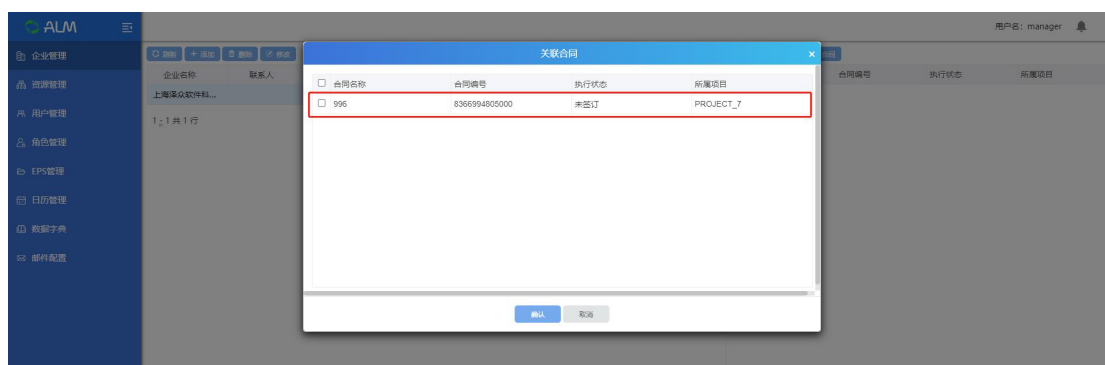 ALM
用户名: manager
企业管理
资源管理
用户管理
角色管理
EPS管理
日历管理
数据字典
邮件配置
刷新 添加 删除 修改
企业名称 联系人
上海泽众软件科...
1 - 1 共 1 行
关联合同
合同名称 合同编号 执行状态 所属项目
996 8366994805000 未签订 PROJECT_7
确认 取消
合同编号 执行状态 所属项目